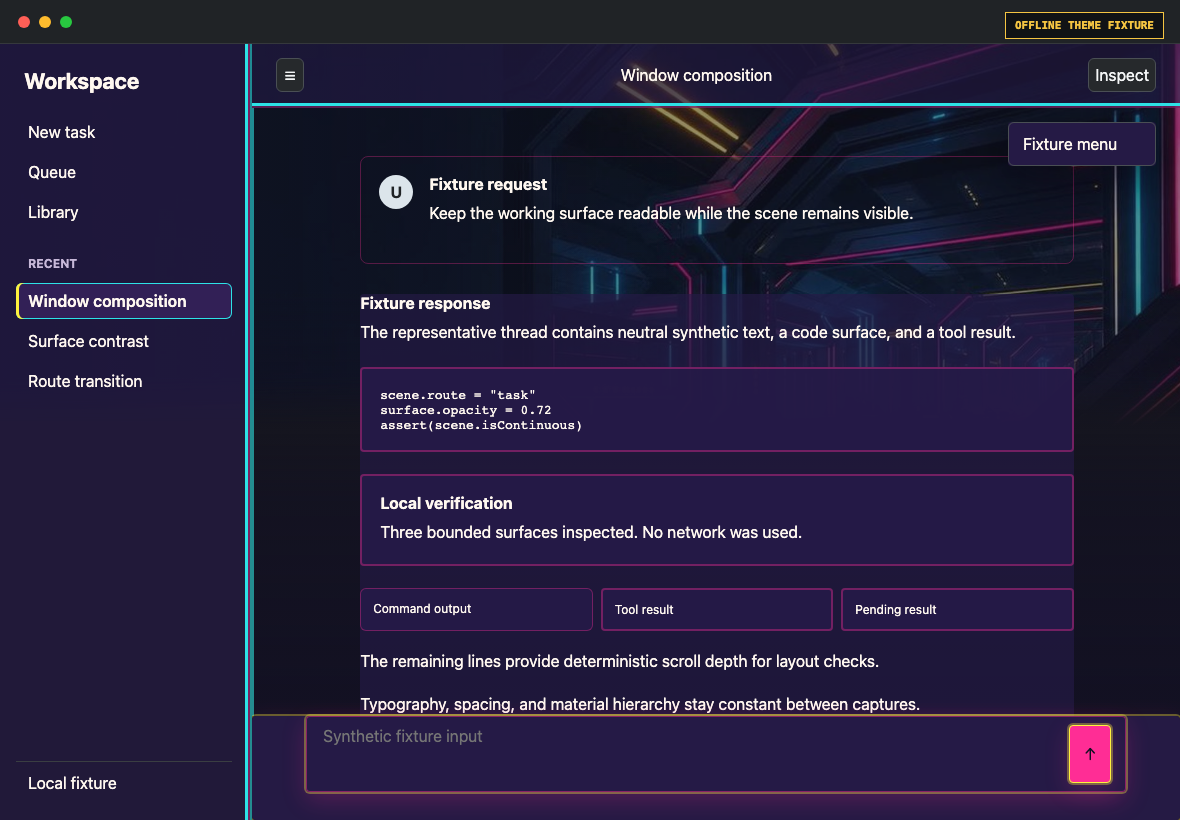 OFFLINE THEME FIXTURE
Workspace
New task
Queue
Library
RECENT
Window composition
Surface contrast
Route transition
Local fixture
Window composition
Inspect
Fixture menu
U
Fixture request
Keep the working surface readable while the scene remains visible.
Fixture response
The representative thread contains neutral synthetic text, a code surface, and a tool result.
scene.route = "task"
surface.opacity = 0.72
assert(scene.isContinuous)
Local verification
Three bounded surfaces inspected. No network was used.
Command output
Tool result
Pending result
The remaining lines provide deterministic scroll depth for layout checks.
Typography, spacing, and material hierarchy stay constant between captures.
Synthetic fixture input